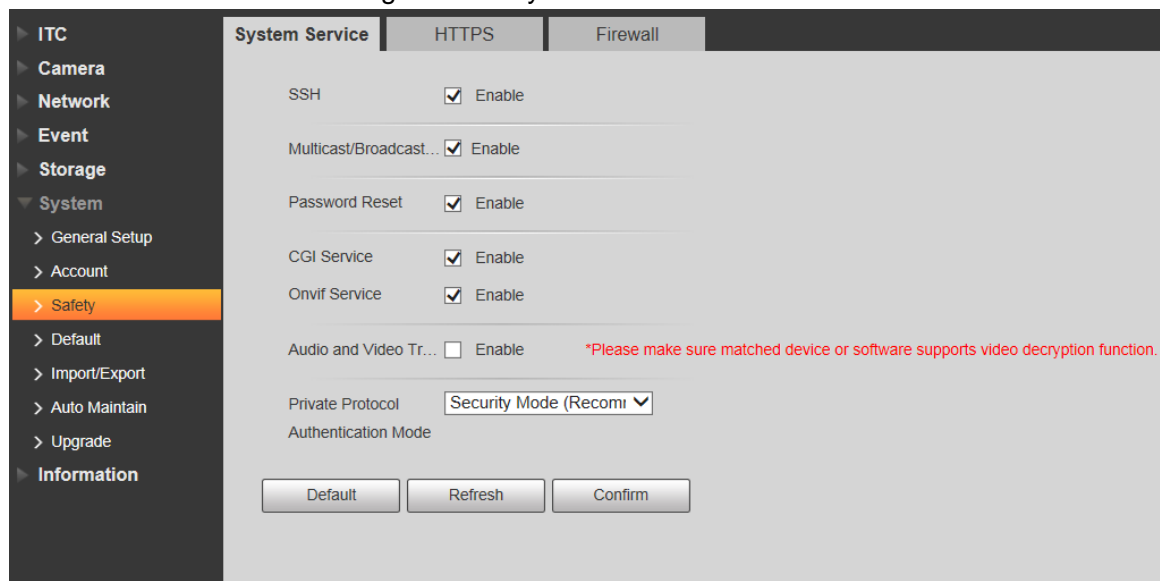 ITC
Camera
Network
Event
Storage
System
General Setup
Account
Safety
Default
Import/Export
Auto Maintain
Upgrade
Information
System Service
HTTPS
Firewall
SSH
Enable
Multicast/Broadcast...
Enable
Password Reset
Enable
CGI Service
Enable
Onvif Service
Enable
Audio and Video Tr...
Enable
*Please make sure matched device or software supports video decryption function.
Private Protocol
Authentication Mode
Security Mode (Recomm
Default
Refresh
Confirm